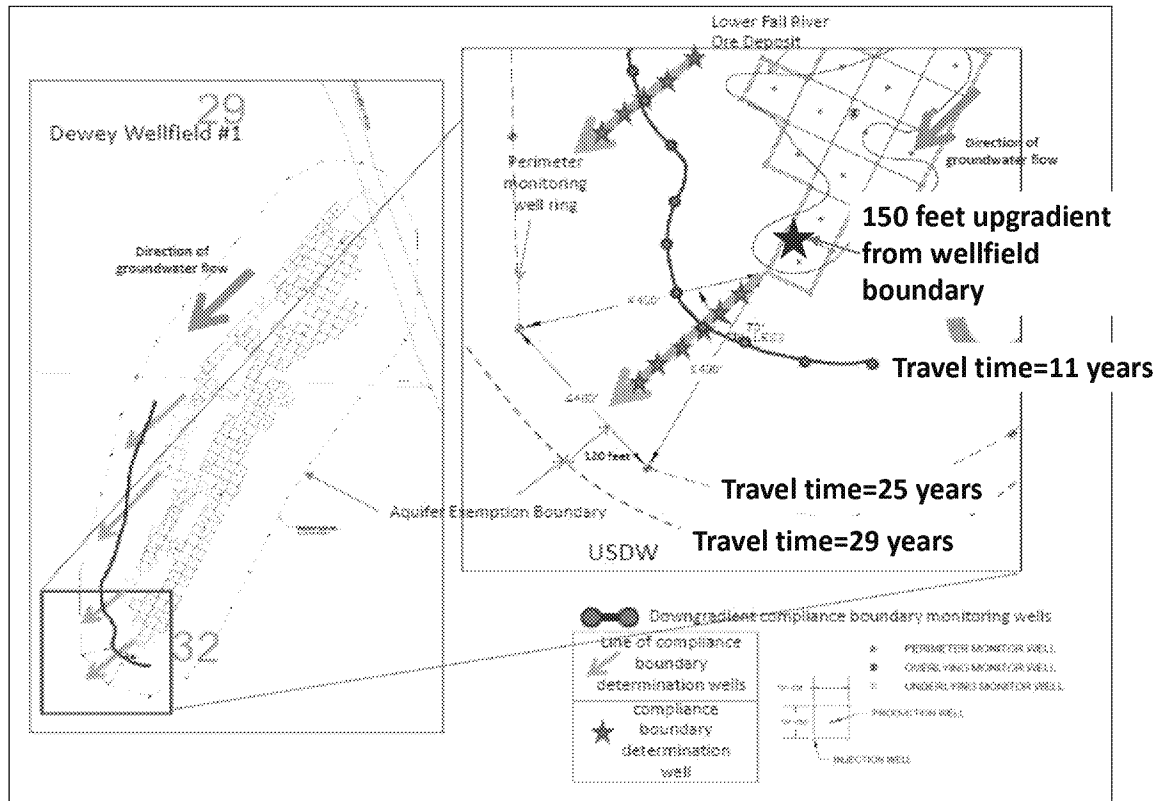 29
Dewey Wellfield #1
Direction of
groundwater flow
32
Lower Fall River
Ore Deposit
Direction of
groundwater flow
Perimeter
monitoring
well ring
150 feet upgradient
from wellfield
boundary
Travel time=11 years
120 feet
Travel time=25 years
Aquifer Exemption Boundary
Travel time=29 years
USDW
Downgradient compliance boundary monitoring wells
Line of compliance
boundary
determination wells
compliance
boundary
determination
well
PERIMETER MONITOR WELL
OVERLYING MONITOR WELL
UNDERLYING MONITOR WELL
PRODUCTION WELL
INJECTION WELL